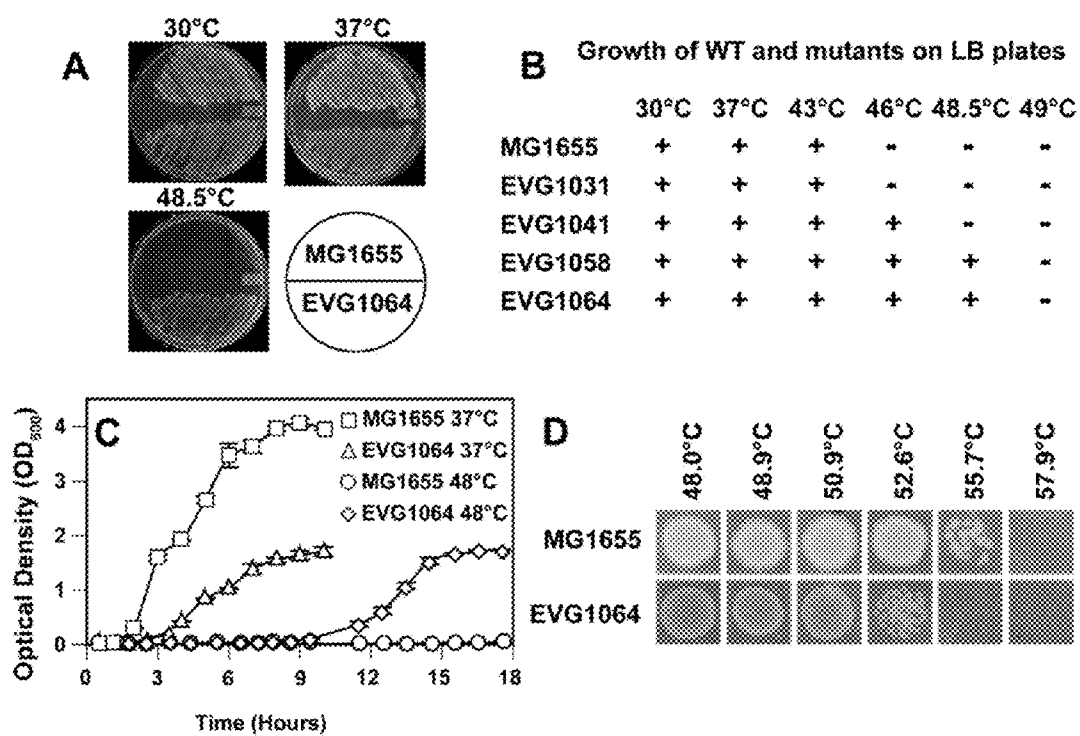 A
30°C 37°C
48.5°C
MG1655
EVG1064
B Growth of WT and mutants on LB plates
30°C 37°C 43°C 46°C 48.5°C 49°C
MG1655 + + + - - -
EVG1031 + + + - - -
EVG1041 + + + + - -
EVG1058 + + + + + -
EVG1064 + + + + + -
C
Optical Density (OD600)
4
3
2
1
0
MG1655 37°C
EVG1064 37°C
MG1655 48°C
EVG1064 48°C
0 3 6 9 12 15 18
Time (Hours)
D
48.0°C 48.9°C 50.9°C 52.6°C 55.7°C 57.9°C
MG1655
EVG1064